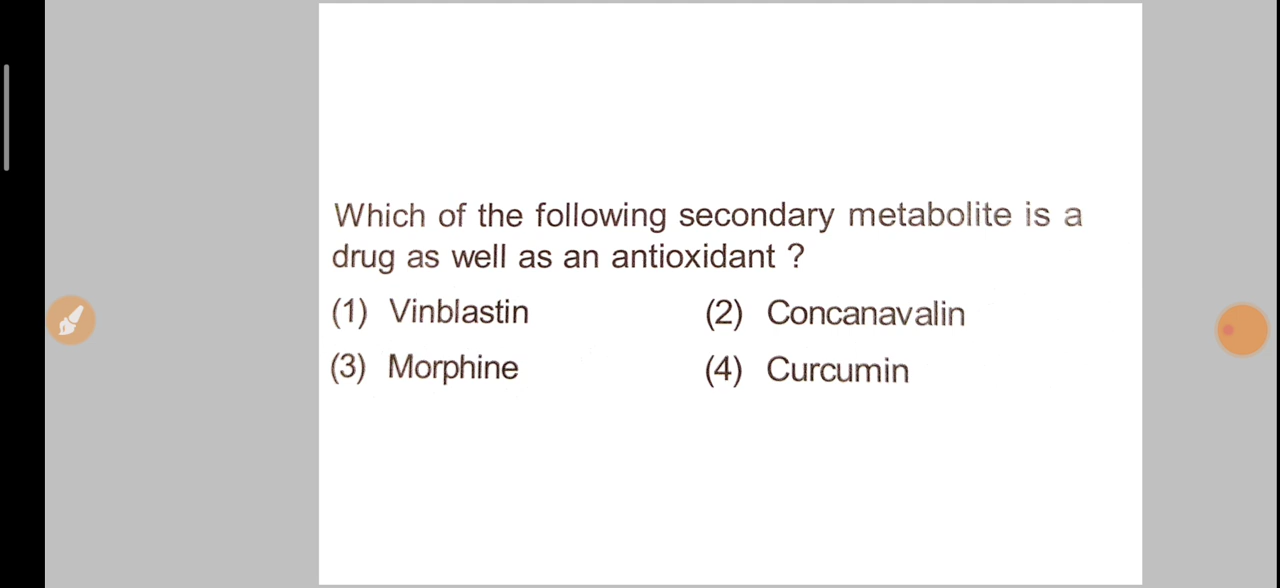 Which of the following secondary metabolite is a
drug as well as an antioxidant ?
(1) Vinblastin (2) Concanavalin
(3) Morphine (4) Curcumin